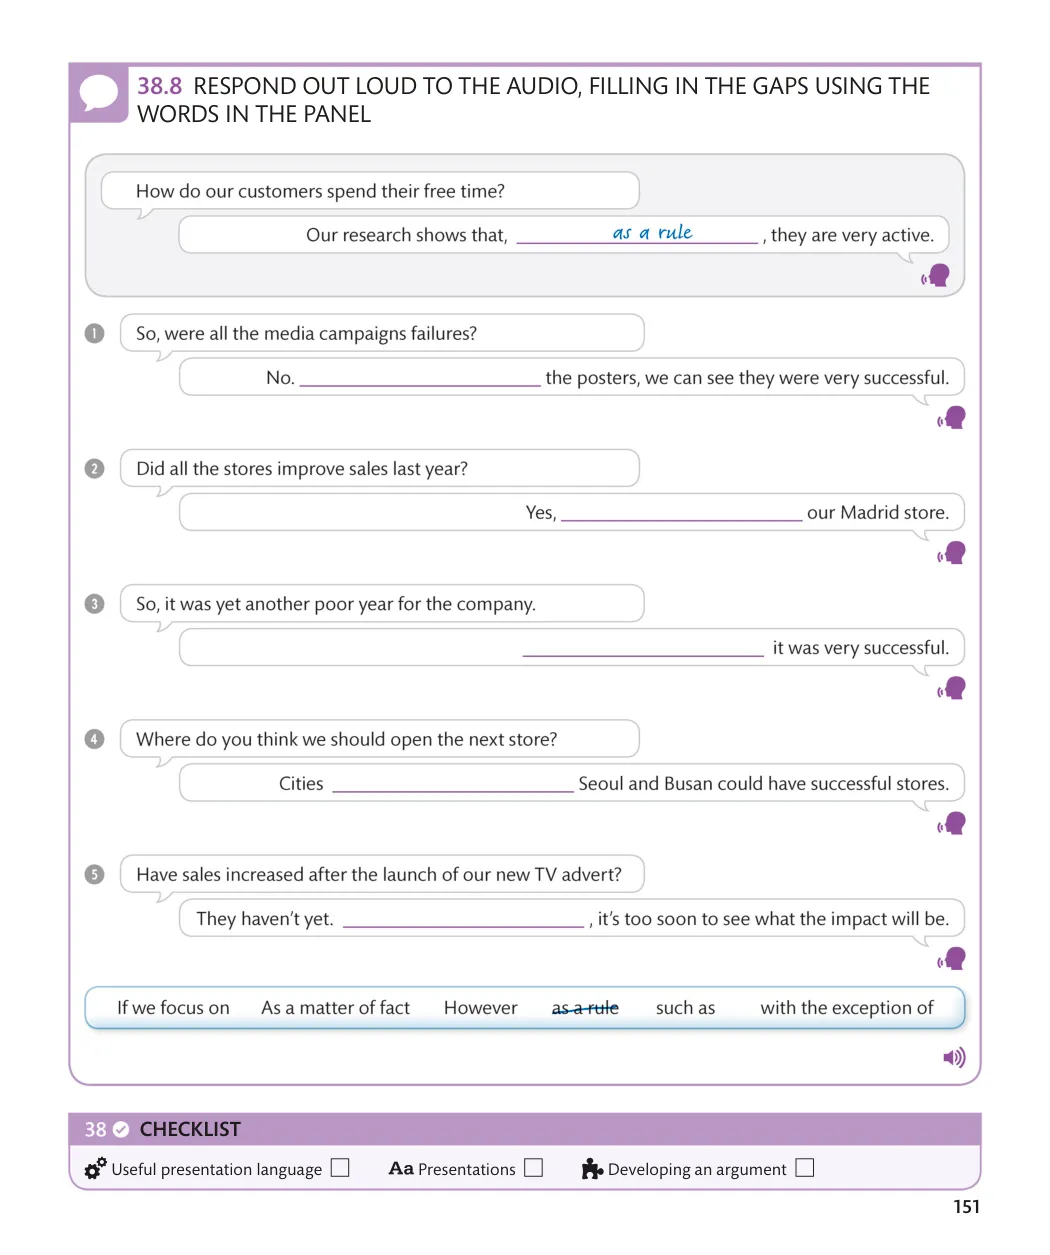 38.8 RESPOND OUT LOUD TO THE AUDIO, FILLING IN THE GAPS USING THE
WORDS IN THE PANEL
How do our customers spend their free time?
Our research shows that, as a rule , they are very active.
1 So, were all the media campaigns failures?
No. the posters, we can see they were very successful.
2 Did all the stores improve sales last year?
Yes, our Madrid store.
3 So, it was yet another poor year for the company.
it was very successful.
4 Where do you think we should open the next store?
Cities Seoul and Busan could have successful stores.
5 Have sales increased after the launch of our new TV advert?
They haven’t yet. , it’s too soon to see what the impact will be.
If we focus on As a matter of fact However as a rule such as with the exception of
38 CHECKLIST
Useful presentation language Aa Presentations Developing an argument
151